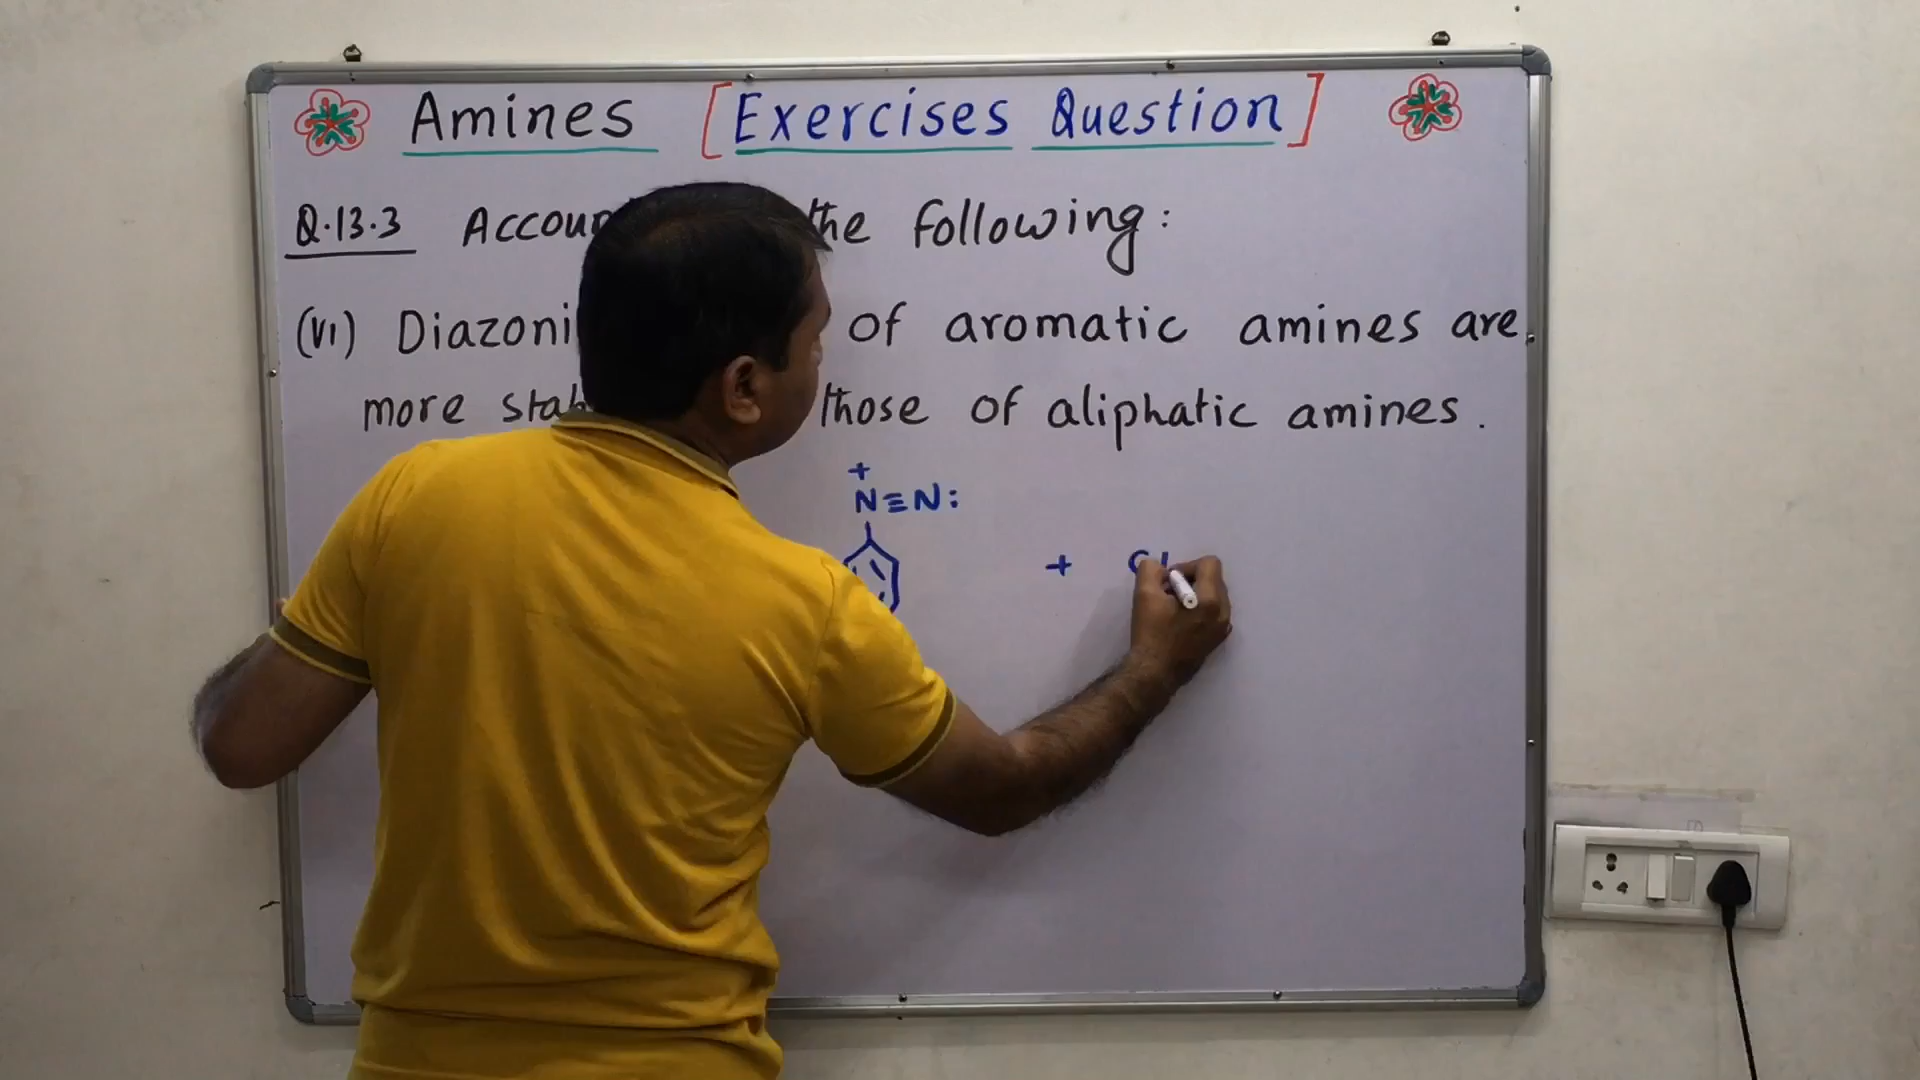 Amines [Exercises Question]
Q.13.3 Accoun the following:
(vi) Diazoni of aromatic amines are
more stab those of aliphatic amines.
+
N≡N:
+ Cl